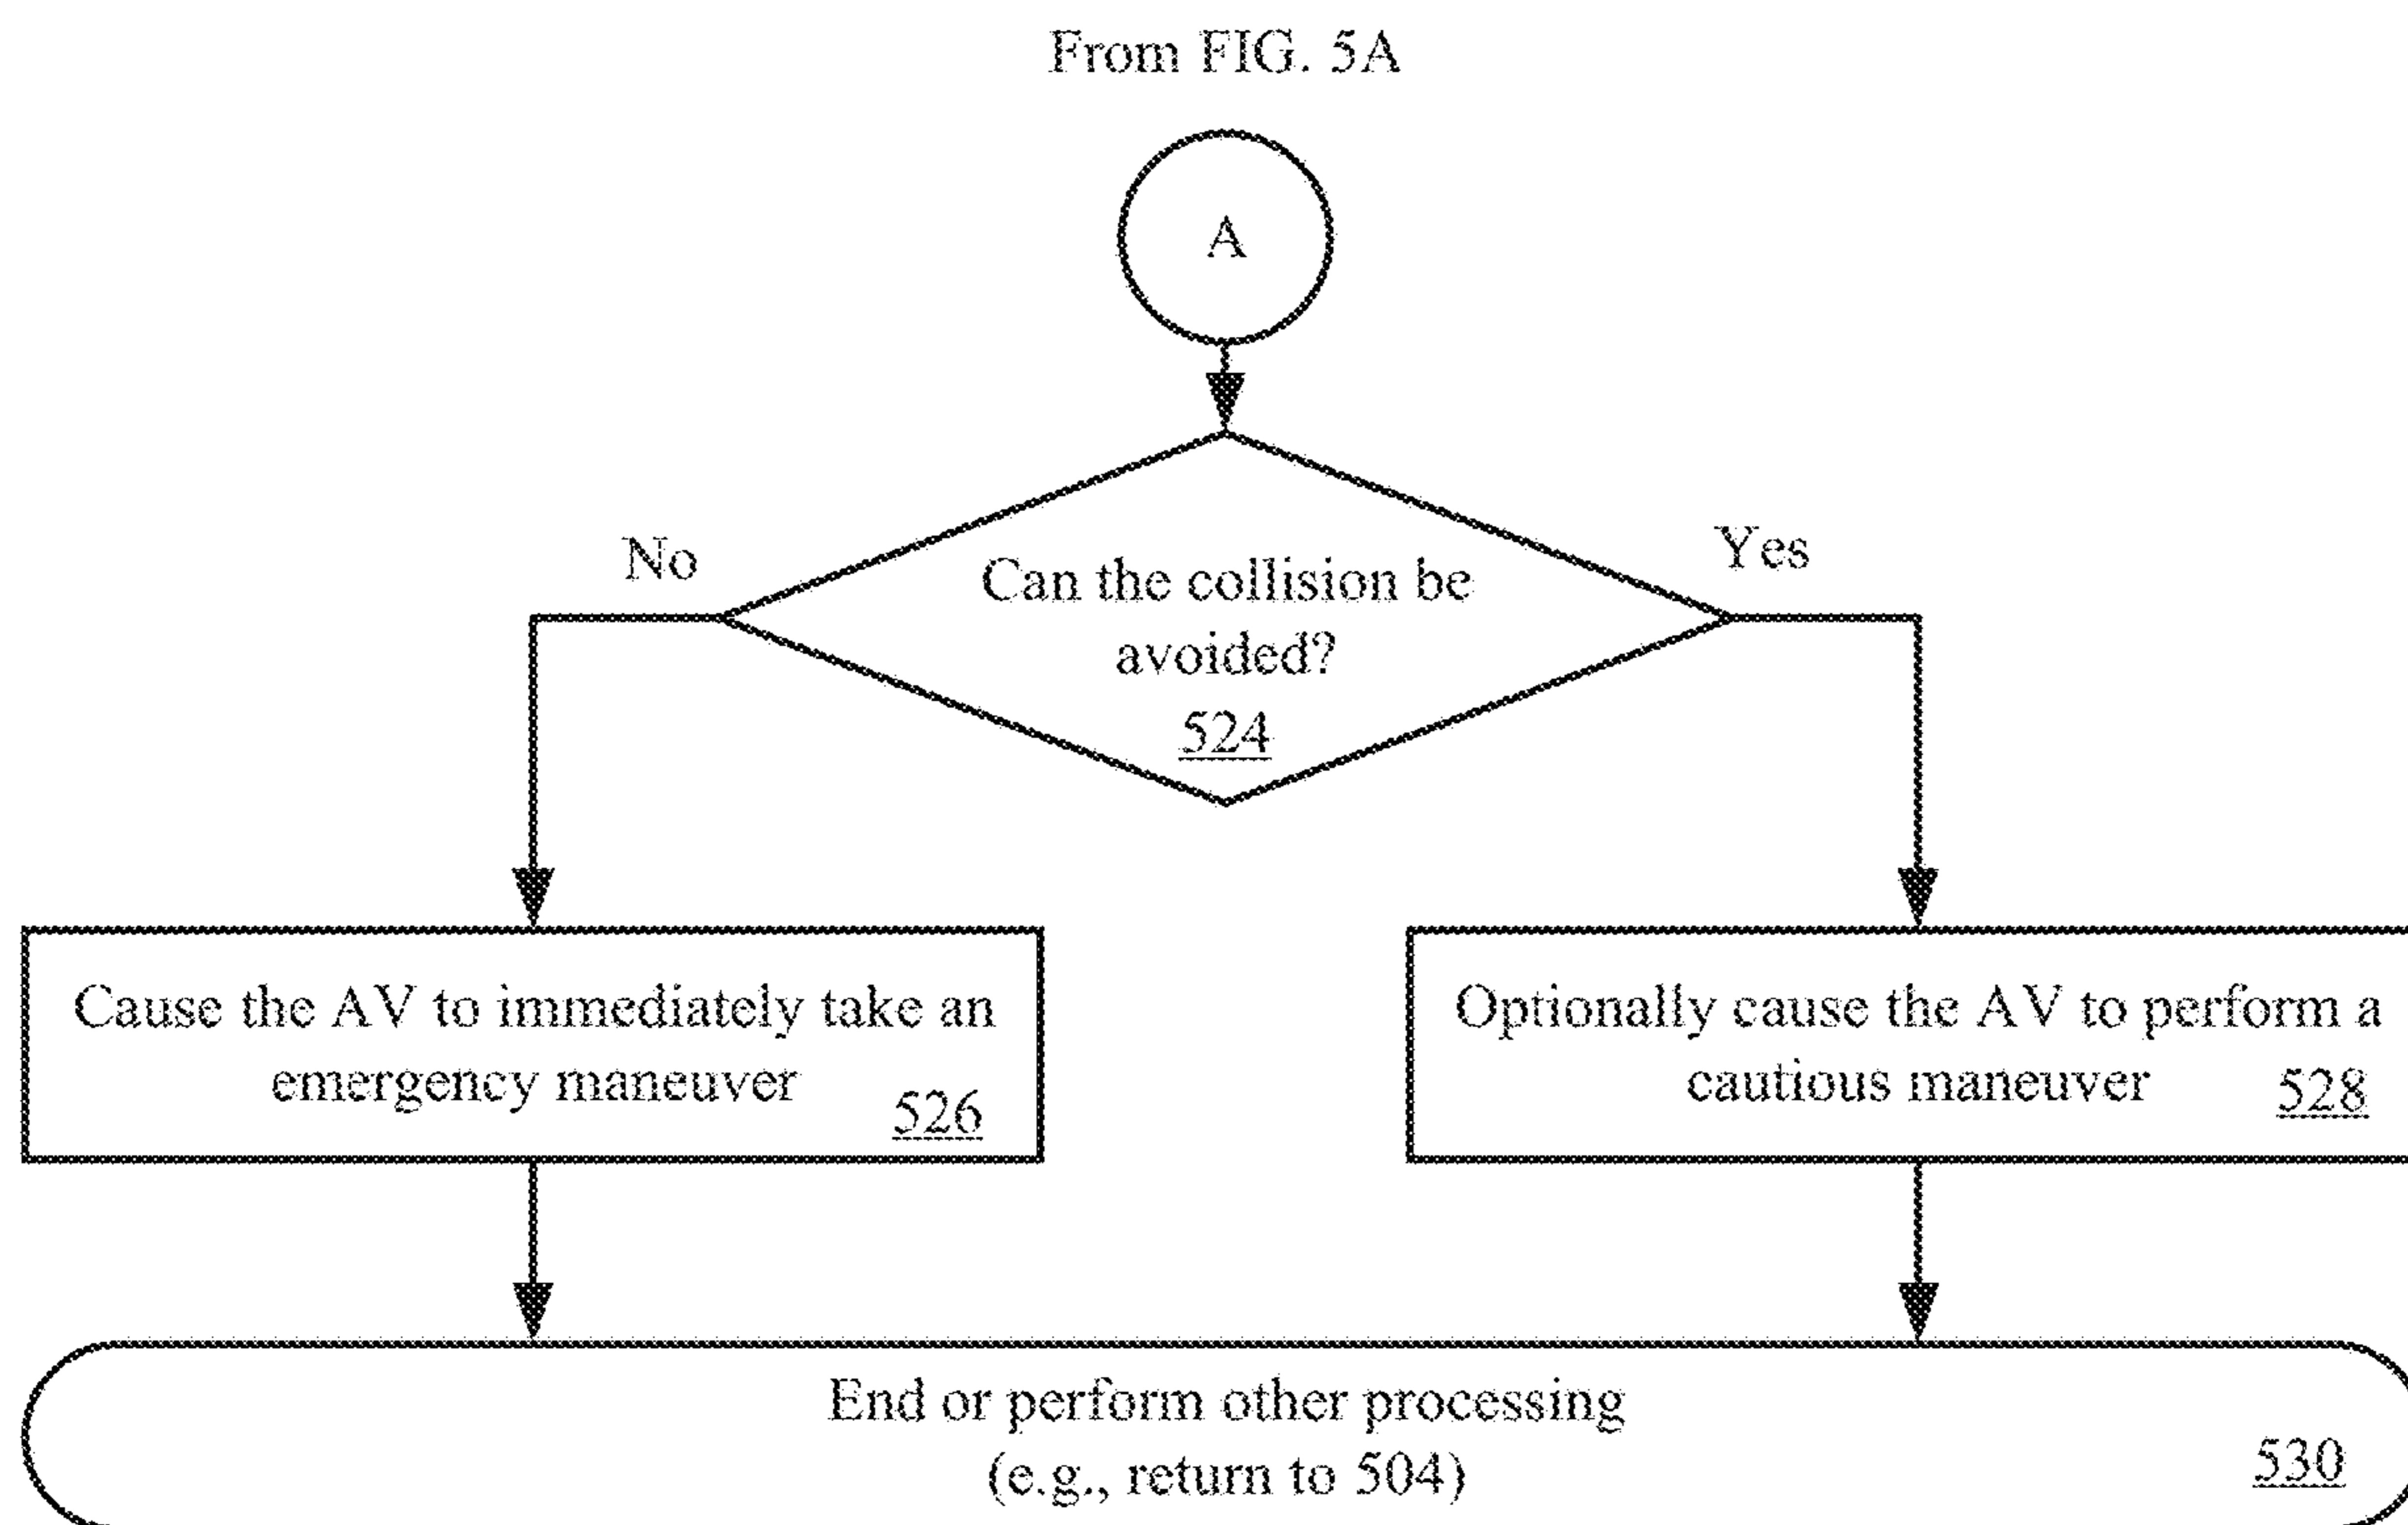 From FIG. 5A
A
No
Yes
Can the collision be
avoided?
524
Cause the AV to immediately take an
emergency maneuver
526
Optionally cause the AV to perform a
cautious maneuver
528
End or perform other processing
(e.g., return to 504)
530